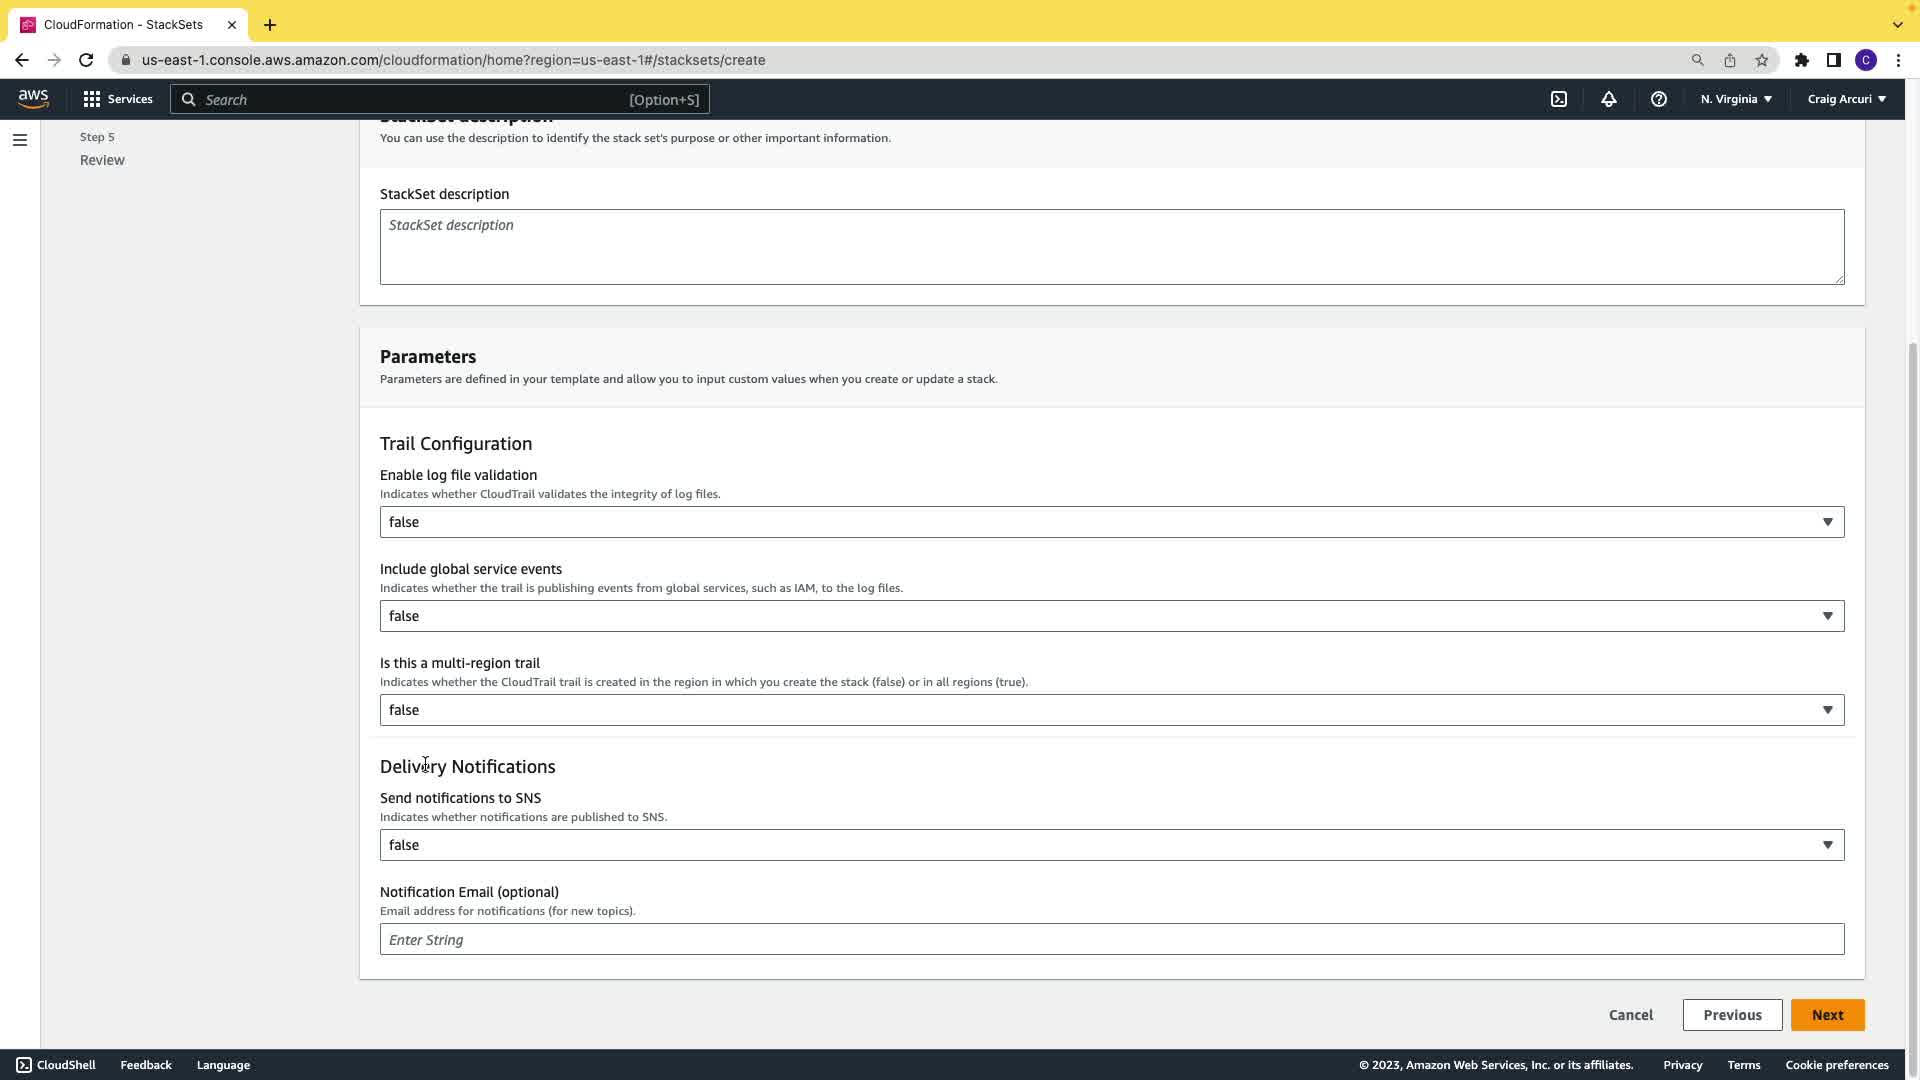 CloudFormation - StackSets
us-east-1.console.aws.amazon.com/cloudformation/home?region=us-east-1#/stacksets/create
C
aws
Services
Search
[Option+S]
N. Virginia
Craig Arcuri
Step 5
Review
StackSet description
You can use the description to identify the stack set's purpose or other important information.
StackSet description
StackSet description
Parameters
Parameters are defined in your template and allow you to input custom values when you create or update a stack.
Trail Configuration
Enable log file validation
Indicates whether CloudTrail validates the integrity of log files.
false
Include global service events
Indicates whether the trail is publishing events from global services, such as IAM, to the log files.
false
Is this a multi-region trail
Indicates whether the CloudTrail trail is created in the region in which you create the stack (false) or in all regions (true).
false
Delivery Notifications
Send notifications to SNS
Indicates whether notifications are published to SNS.
false
Notification Email (optional)
Email address for notifications (for new topics).
Enter String
Cancel
Previous
Next
CloudShell
Feedback
Language
© 2023, Amazon Web Services, Inc. or its affiliates.
Privacy
Terms
Cookie preferences